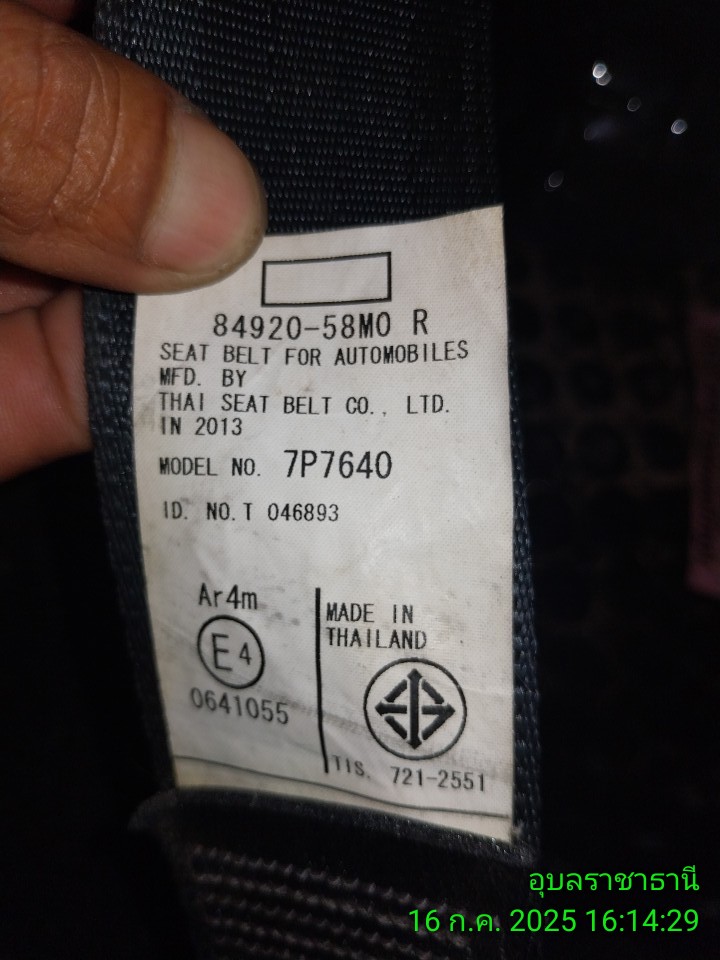 84920-58M0 R
SEAT BELT FOR AUTOMOBILES
MFD. BY
THAI SEAT BELT CO., LTD.
IN 2013
MODEL NO. 7P7640
ID. NO. T 046893
Ar4m
E4
0641055
MADE IN
THAILAND
TIS. 721-2551
อุบลราชาธานี
16 ก.ค. 2025 16:14:29